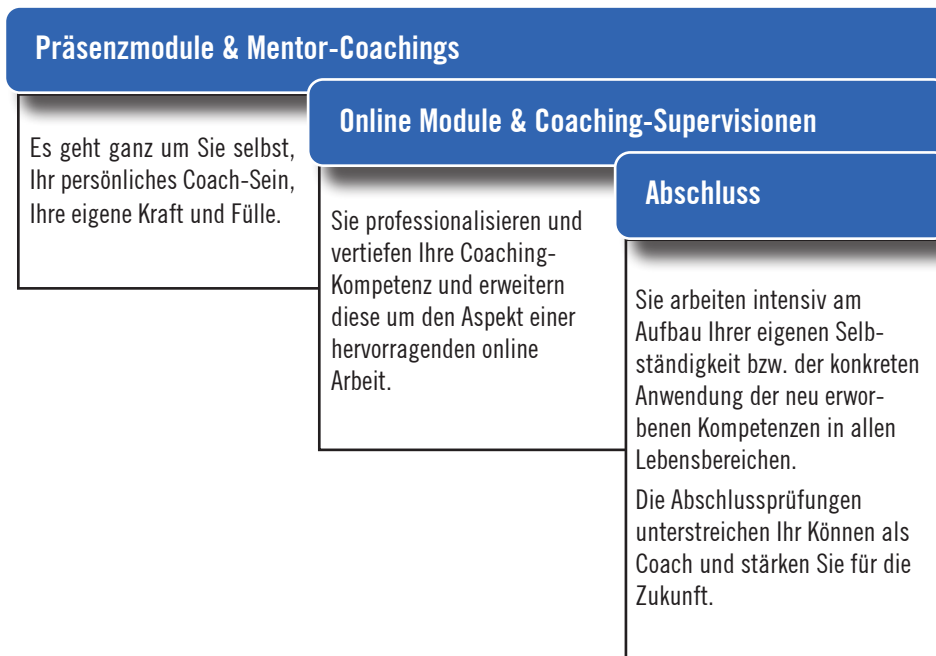 Präsenzmodule & Mentor-Coachings
Es geht ganz um Sie selbst,
Ihr persönliches Coach-Sein,
Ihre eigene Kraft und Fülle.
Online Module & Coaching-Supervisionen
Sie professionalisieren und
vertiefen Ihre Coaching-
Kompetenz und erweitern
diese um den Aspekt einer
hervorragenden online
Arbeit.
Abschluss
Sie arbeiten intensiv am
Aufbau Ihrer eigenen Selb-
ständigkeit bzw. der konkreten
Anwendung der neu erwor-
benen Kompetenzen in allen
Lebensbereichen.
Die Abschlussprüfungen
unterstreichen Ihr Können als
Coach und stärken Sie für die
Zukunft.